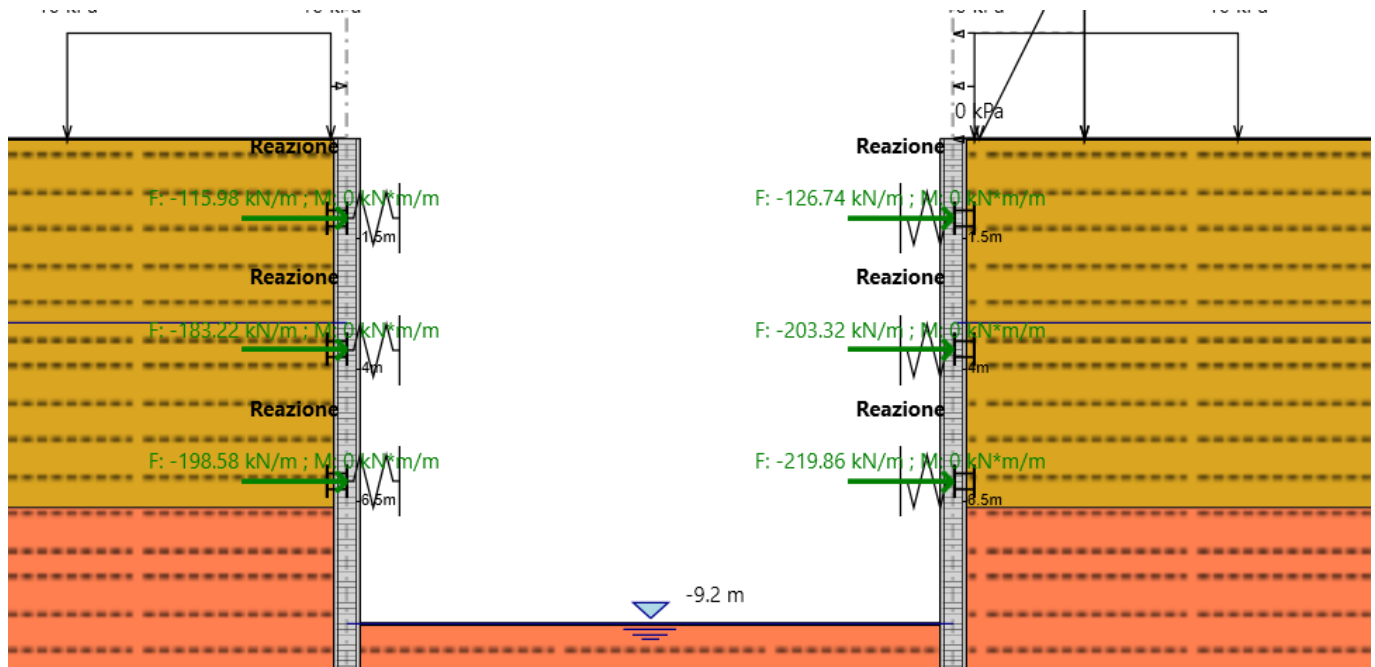 0 kPa
Reazione
Reazione
F: -115.98 kN/m ; M: 0 kN*m/m
F: -126.74 kN/m ; M: 0 kN*m/m
-1.5m
-1.5m
Reazione
Reazione
F: -183.22 kN/m ; M: 0 kN*m/m
F: -203.32 kN/m ; M: 0 kN*m/m
-4m
-4m
Reazione
Reazione
F: -198.58 kN/m ; M: 0 kN*m/m
F: -219.86 kN/m ; M: 0 kN*m/m
-6.5m
-6.5m
-9.2 m